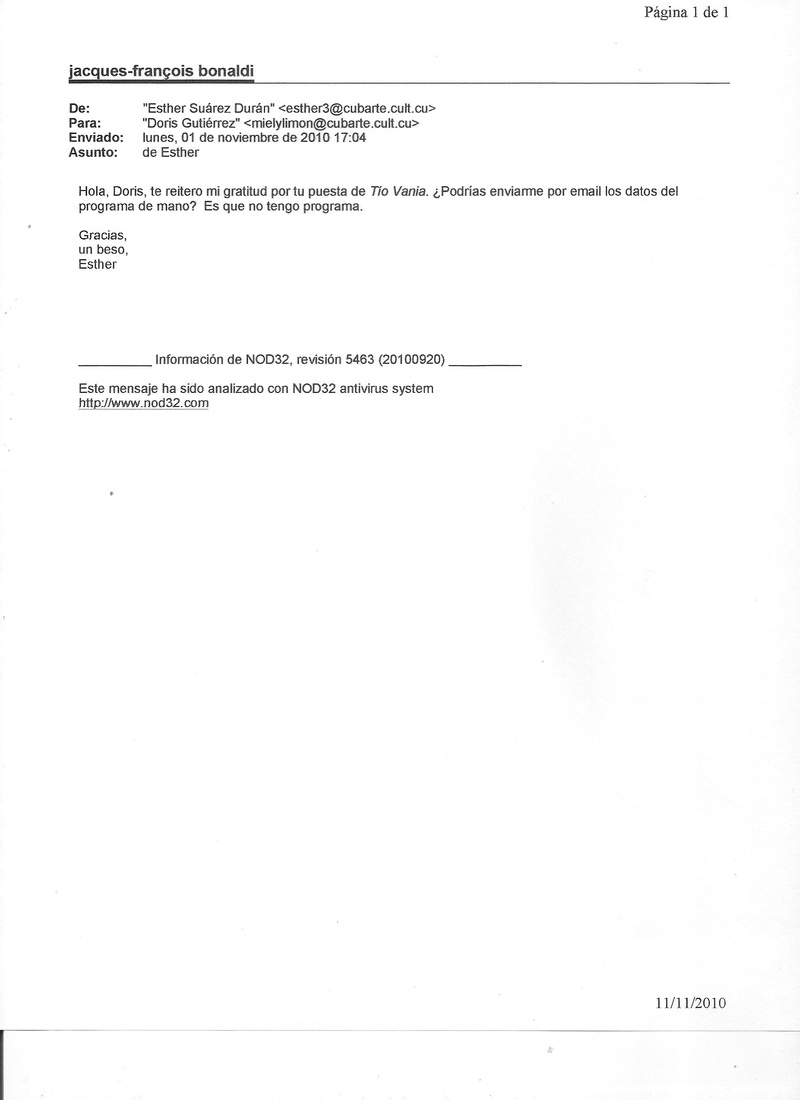 Página 1 de 1
jacques-françois bonaldi
De: "Esther Suárez Durán" <esther3@cubarte.cult.cu>
Para: "Doris Gutiérrez" <mielylimon@cubarte.cult.cu>
Enviado: lunes, 01 de noviembre de 2010 17:04
Asunto: de Esther
Hola, Doris, te reitero mi gratitud por tu puesta de Tío Vania. ¿Podrías enviarme por email los datos del
programa de mano? Es que no tengo programa.
Gracias,
un beso,
Esther
__________ Información de NOD32, revisión 5463 (20100920) __________
Este mensaje ha sido analizado con NOD32 antivirus system
http://www.nod32.com
11/11/2010